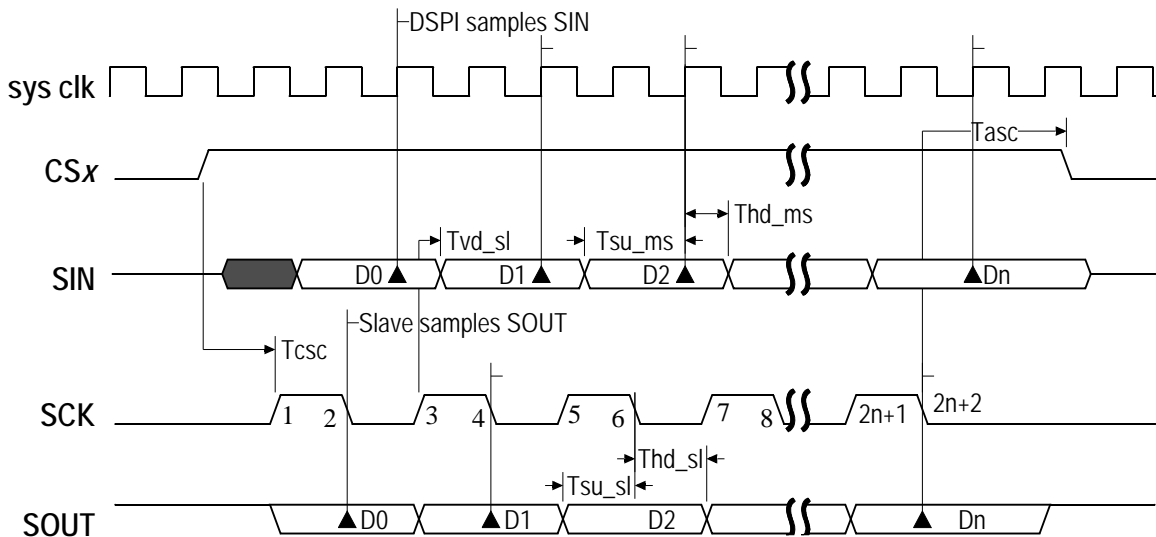 DSPI samples SIN
sys clk
Tasc
CSx
Thd_ms
Tvd_sl
Tsu_ms
SIN
D0
D1
D2
Dn
Slave samples SOUT
Tcsc
SCK
1
2
3
4
5
6
7
8
2n+1
2n+2
Thd_sl
Tsu_sl
SOUT
D0
D1
D2
Dn